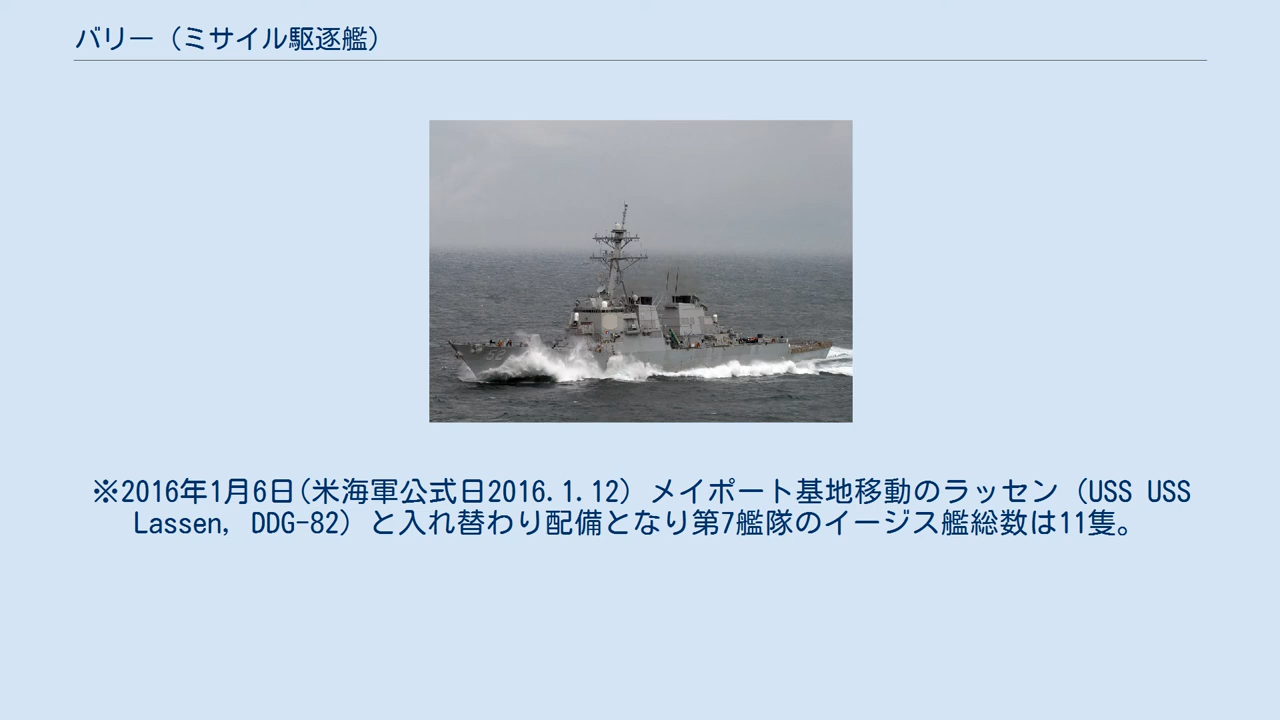 バリー（ミサイル駆逐艦）
52
※2016年1月6日(米海軍公式日2016.1.12) メイポート基地移動のラッセン（USS USS
Lassen, DDG-82）と入れ替わり配備となり第7艦隊のイージス艦総数は11隻。